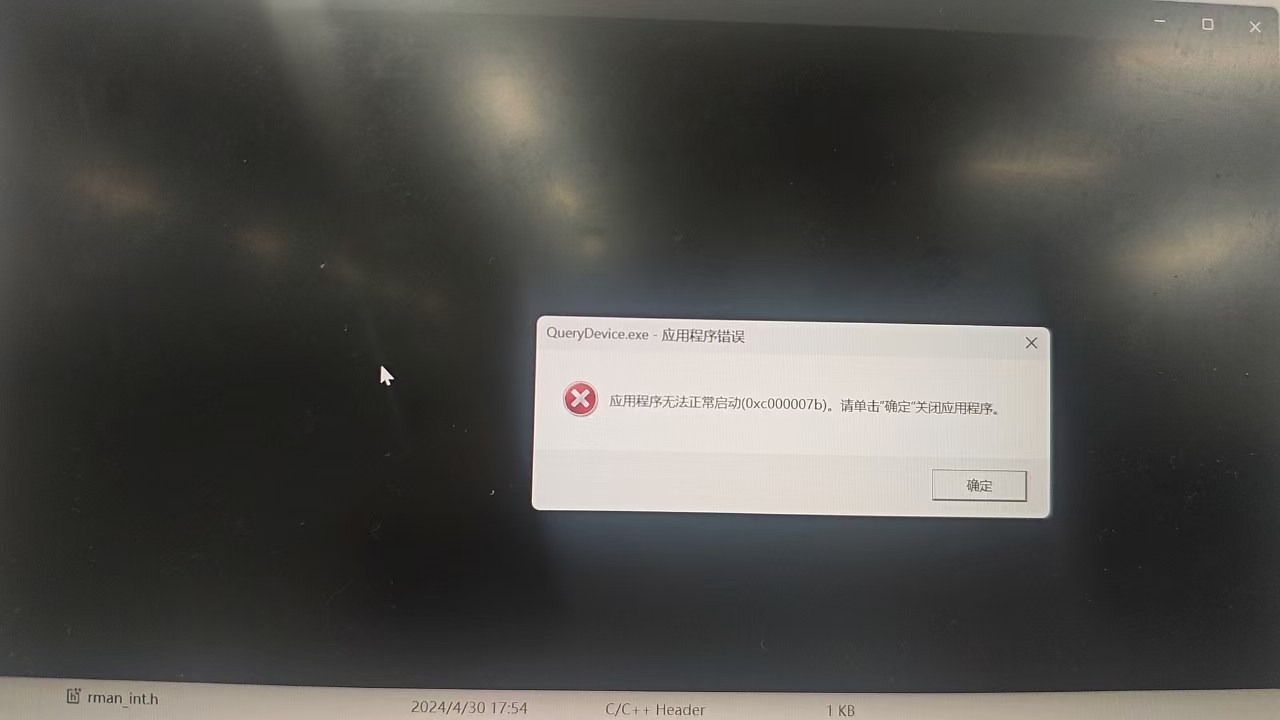 QueryDevice.exe - 应用程序错误
应用程序无法正常启动(0xc000007b)。请单击"确定"关闭应用程序。
确定
rman_int.h 2024/4/30 17:54 C/C++ Header 1 KB